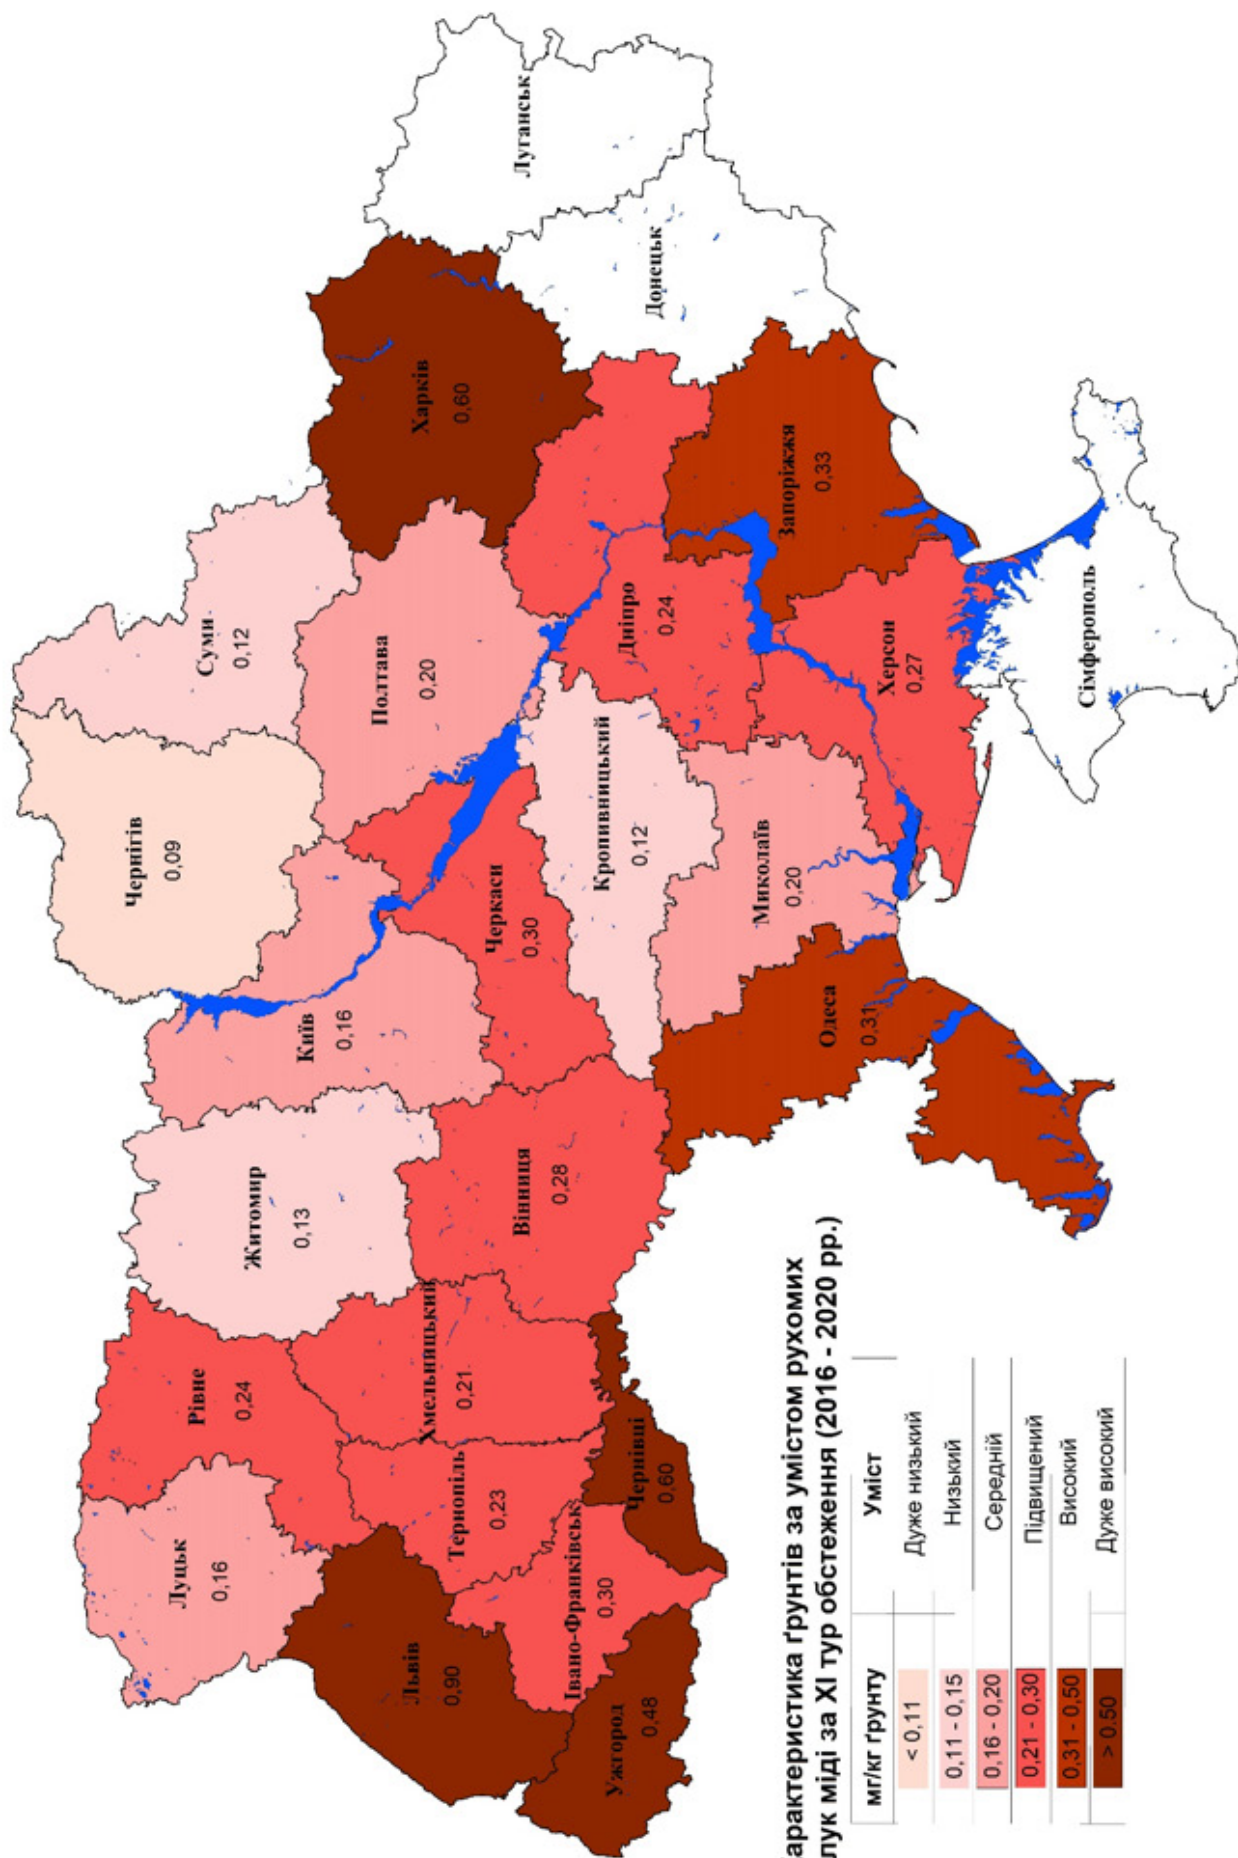 Луцьк
0,16
Рівне
0,24
Житомир
0,13
Київ
0,16
Чернігів
0,09
Суми
0,12
Львів
0,90
Тернопіль
0,23
Хмельницький
0,21
Вінниця
0,28
Черкаси
0,30
Полтава
0,20
Харків
0,60
Луганськ
Ужгород
0,48
Івано-Франківськ
0,30
Чернівці
0,60
Кропивницький
0,12
Дніпро
0,24
Донецьк
Одеса
0,31
Миколаїв
0,20
Херсон
0,27
Запоріжжя
0,33
Сімферополь
арактеристика ґрунтів за умістом рухомих
лук міді за XI тур обстеження (2016 - 2020 рр.)
мг/кг ґрунту Уміст
< 0,11 Дуже низький
0,11 - 0,15 Низький
0,16 - 0,20 Середній
0,21 - 0,30 Підвищений
0,31 - 0,50 Високий
> 0.50 Дуже високий